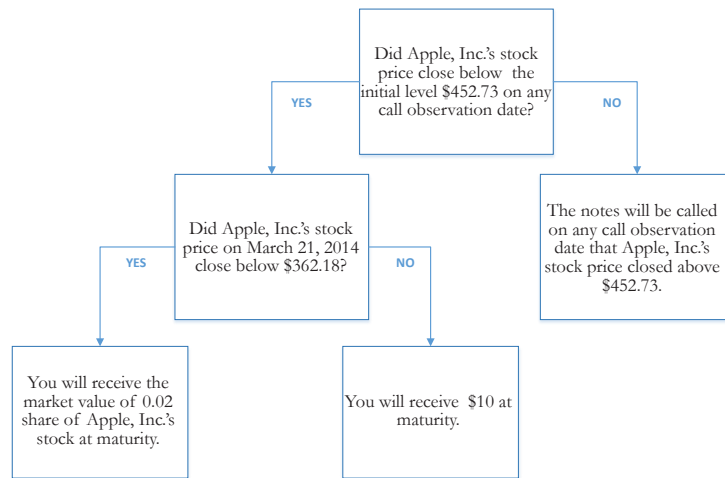 Did Apple, Inc.'s stock
price close below the
initial level $452.73 on any
call observation date?
YES
NO
Did Apple, Inc.'s stock
price on March 21, 2014
close below $362.18?
The notes will be called
on any call observation
date that Apple, Inc.'s
stock price closed above
$452.73.
YES
NO
You will receive the
market value of 0.02
share of Apple, Inc.'s
stock at maturity.
You will receive $10 at
maturity.